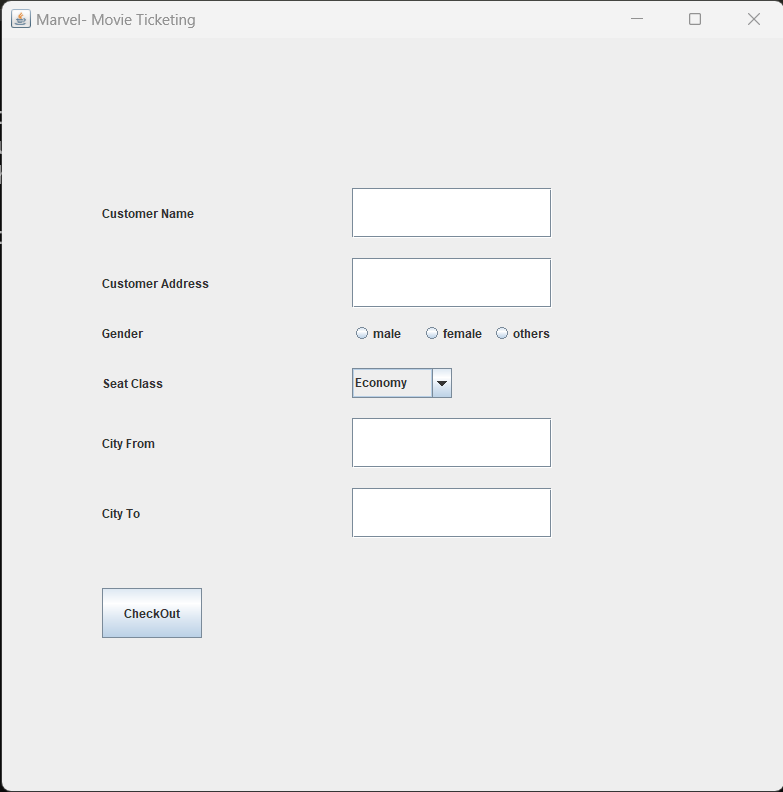 Marvel- Movie Ticketing
Customer Name
Customer Address
Gender male female others
Seat Class Economy
City From
City To
CheckOut